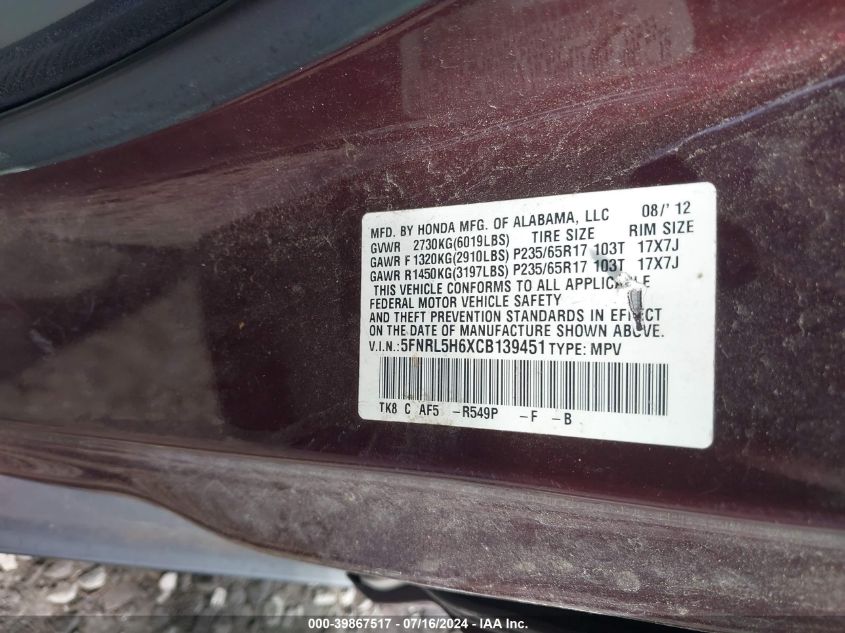 MFD. BY HONDA MFG. OF ALABAMA, LLC 08/'12
GVWR 2730KG(6019LBS) TIRE SIZE RIM SIZE
GAWR F 1320KG(2910LBS) P235/65R17 103T 17X7J
GAWR R 1450KG(3197LBS) P235/65R17 103T 17X7J
THIS VEHICLE CONFORMS TO ALL APPLICABLE
FEDERAL MOTOR VEHICLE SAFETY
AND THEFT PREVENTION STANDARDS IN EFFECT
ON THE DATE OF MANUFACTURE SHOWN ABOVE.
V.I.N.:5FNRL5H6XCB139451 TYPE: MPV
TK8 C AF5 -R549P -F -B
000-39867517 - 07/16/2024 - IAA Inc.